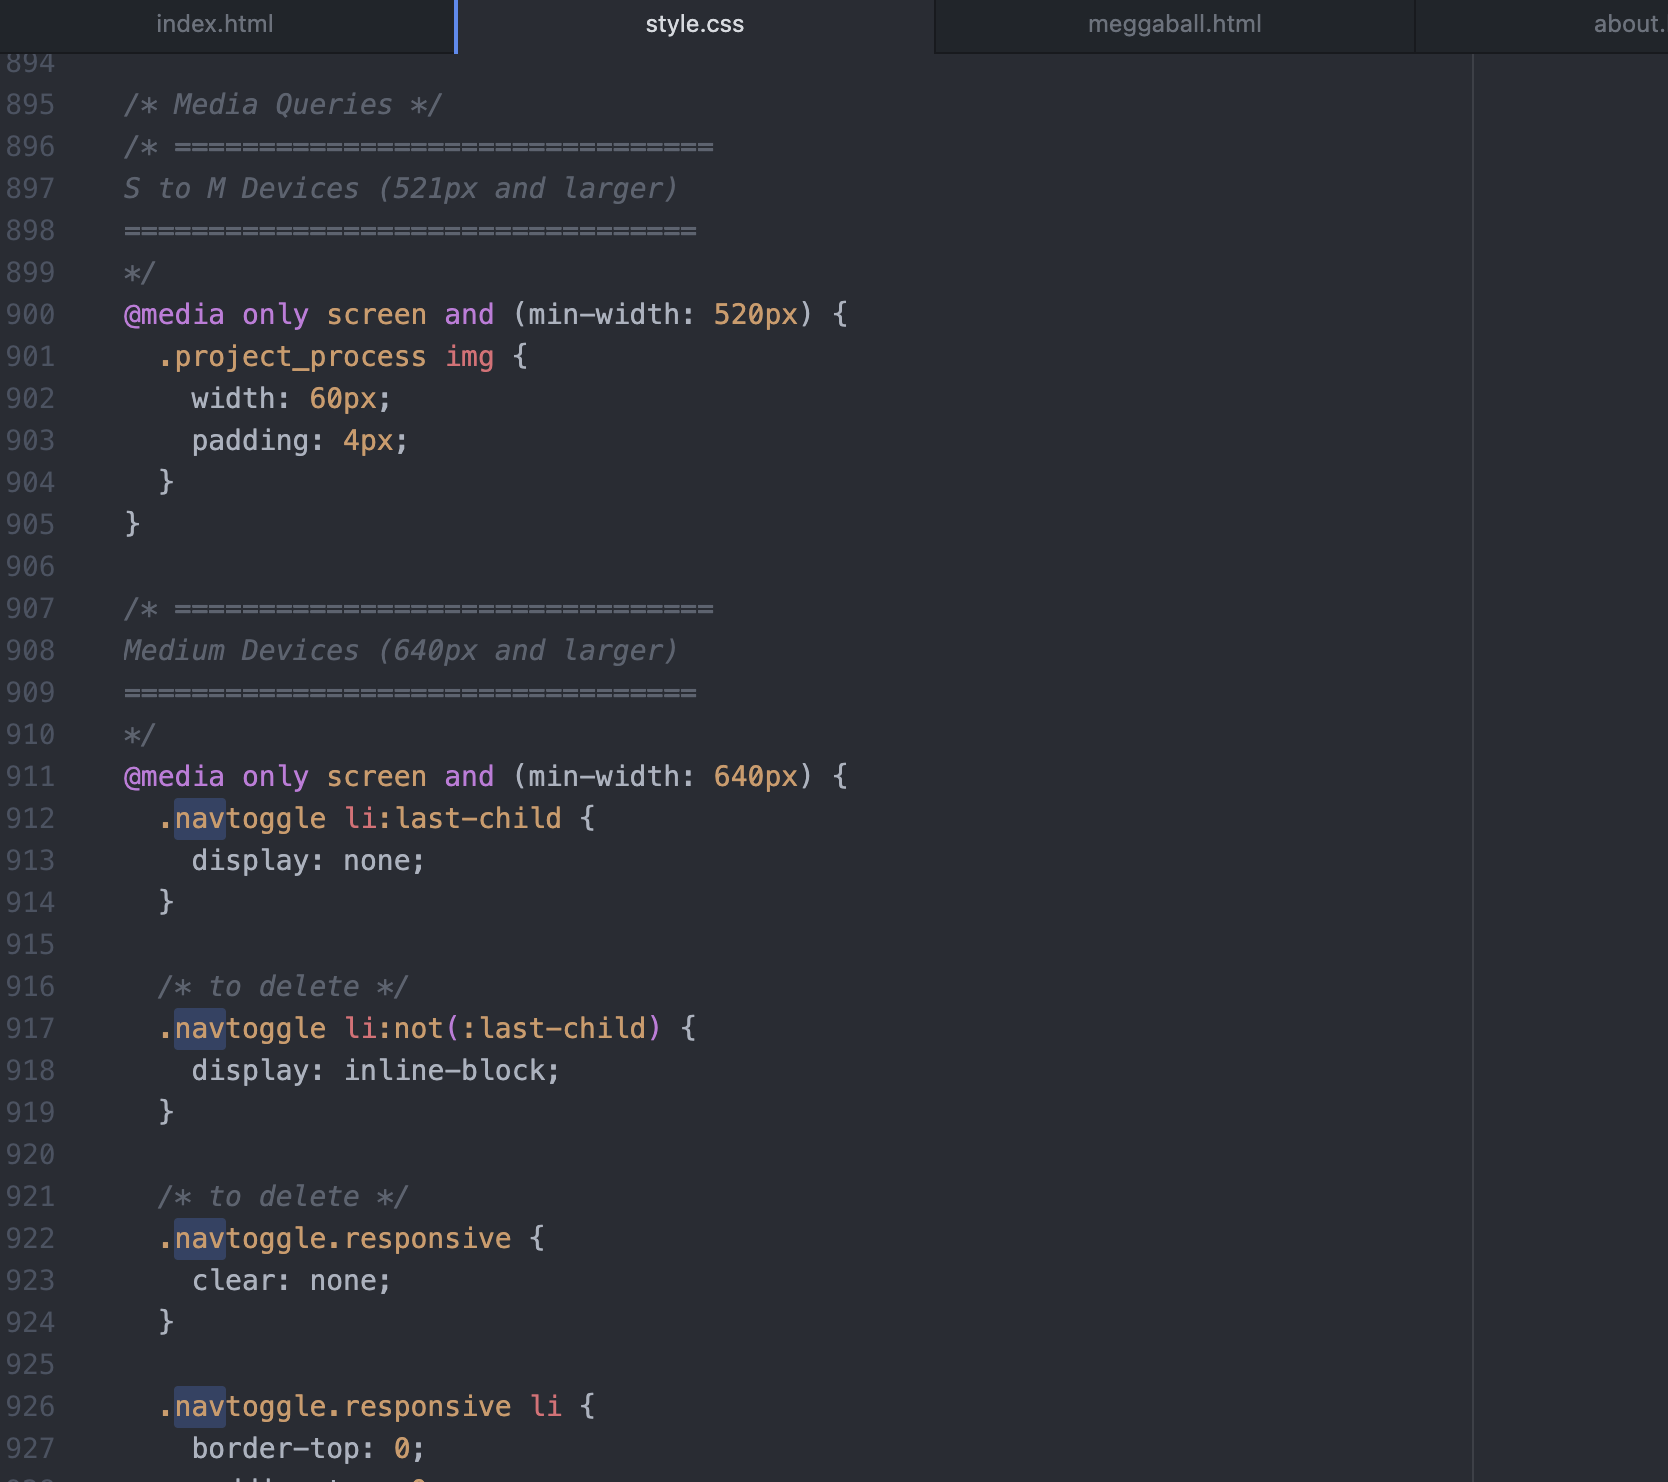 index.html style.css meggaball.html about.
894
895 /* Media Queries */
896 /* ================================
897 S to M Devices (521px and larger)
898 ==================================
899 */
900 @media only screen and (min-width: 520px) {
901 .project_process img {
902 width: 60px;
903 padding: 4px;
904 }
905 }
906
907 /* ================================
908 Medium Devices (640px and larger)
909 ==================================
910 */
911 @media only screen and (min-width: 640px) {
912 .navtoggle li:last-child {
913 display: none;
914 }
915
916 /* to delete */
917 .navtoggle li:not(:last-child) {
918 display: inline-block;
919 }
920
921 /* to delete */
922 .navtoggle.responsive {
923 clear: none;
924 }
925
926 .navtoggle.responsive li {
927 border-top: 0;